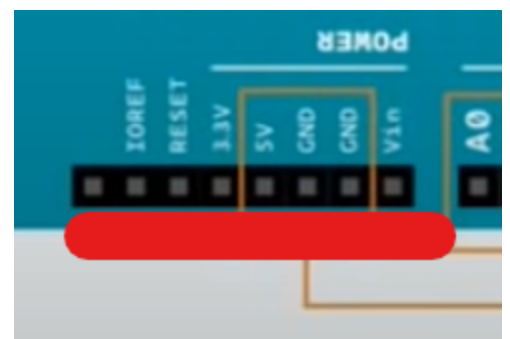 POWER
IOREF
RESET
3.3V
5V
GND
GND
Vin
A0